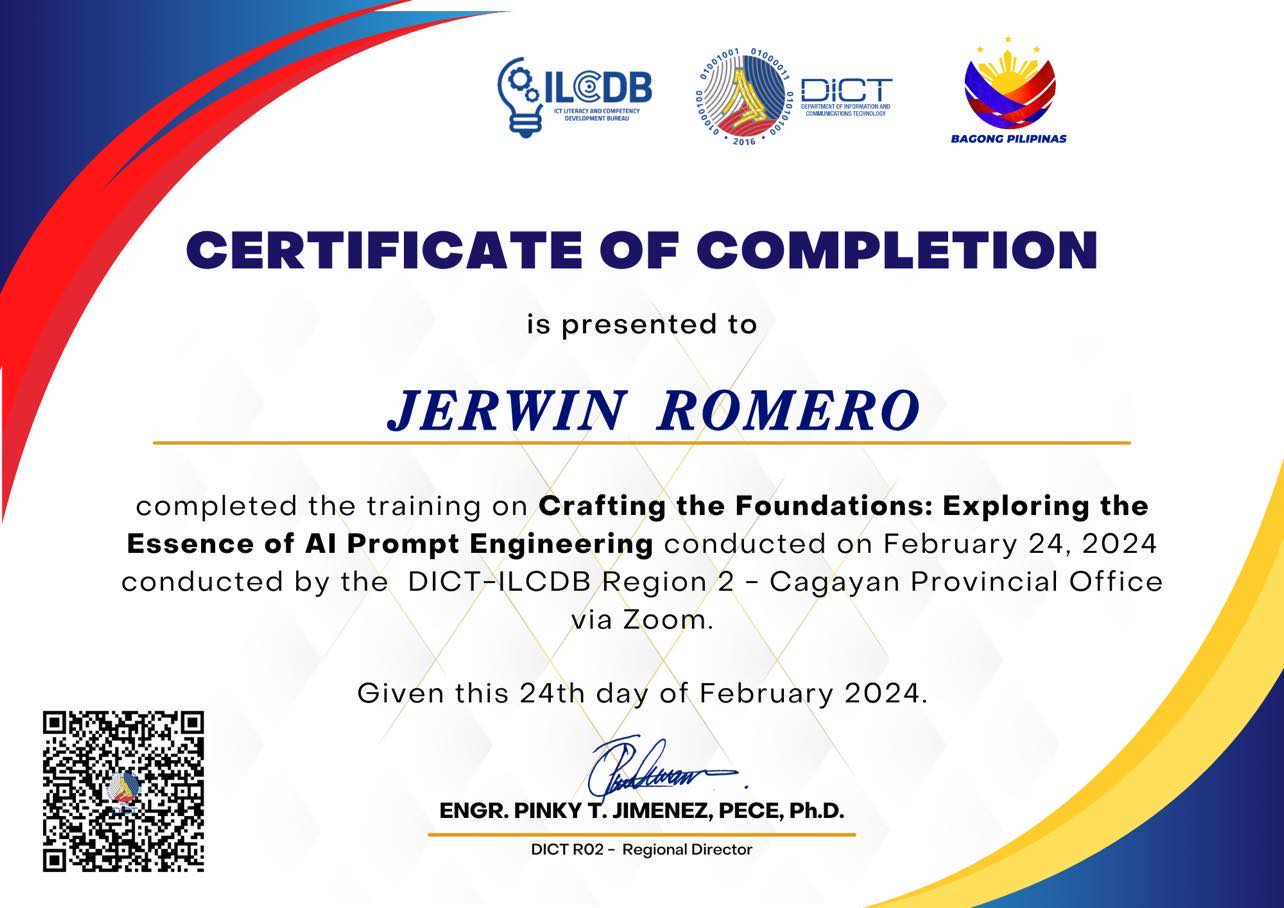 ILCDB
ICT LITERACY AND COMPETENCY
DEVELOPMENT BUREAU
01001001 01000011 01010100 01000100
• 2016 •
DICT
DEPARTMENT OF INFORMATION AND
COMMUNICATIONS TECHNOLOGY
BAGONG PILIPINAS
CERTIFICATE OF COMPLETION
is presented to
JERWIN ROMERO
completed the training on Crafting the Foundations: Exploring the
Essence of AI Prompt Engineering conducted on February 24, 2024
conducted by the DICT-ILCDB Region 2 - Cagayan Provincial Office
via Zoom.
Given this 24th day of February 2024.
ENGR. PINKY T. JIMENEZ, PECE, Ph.D.
DICT R02 - Regional Director